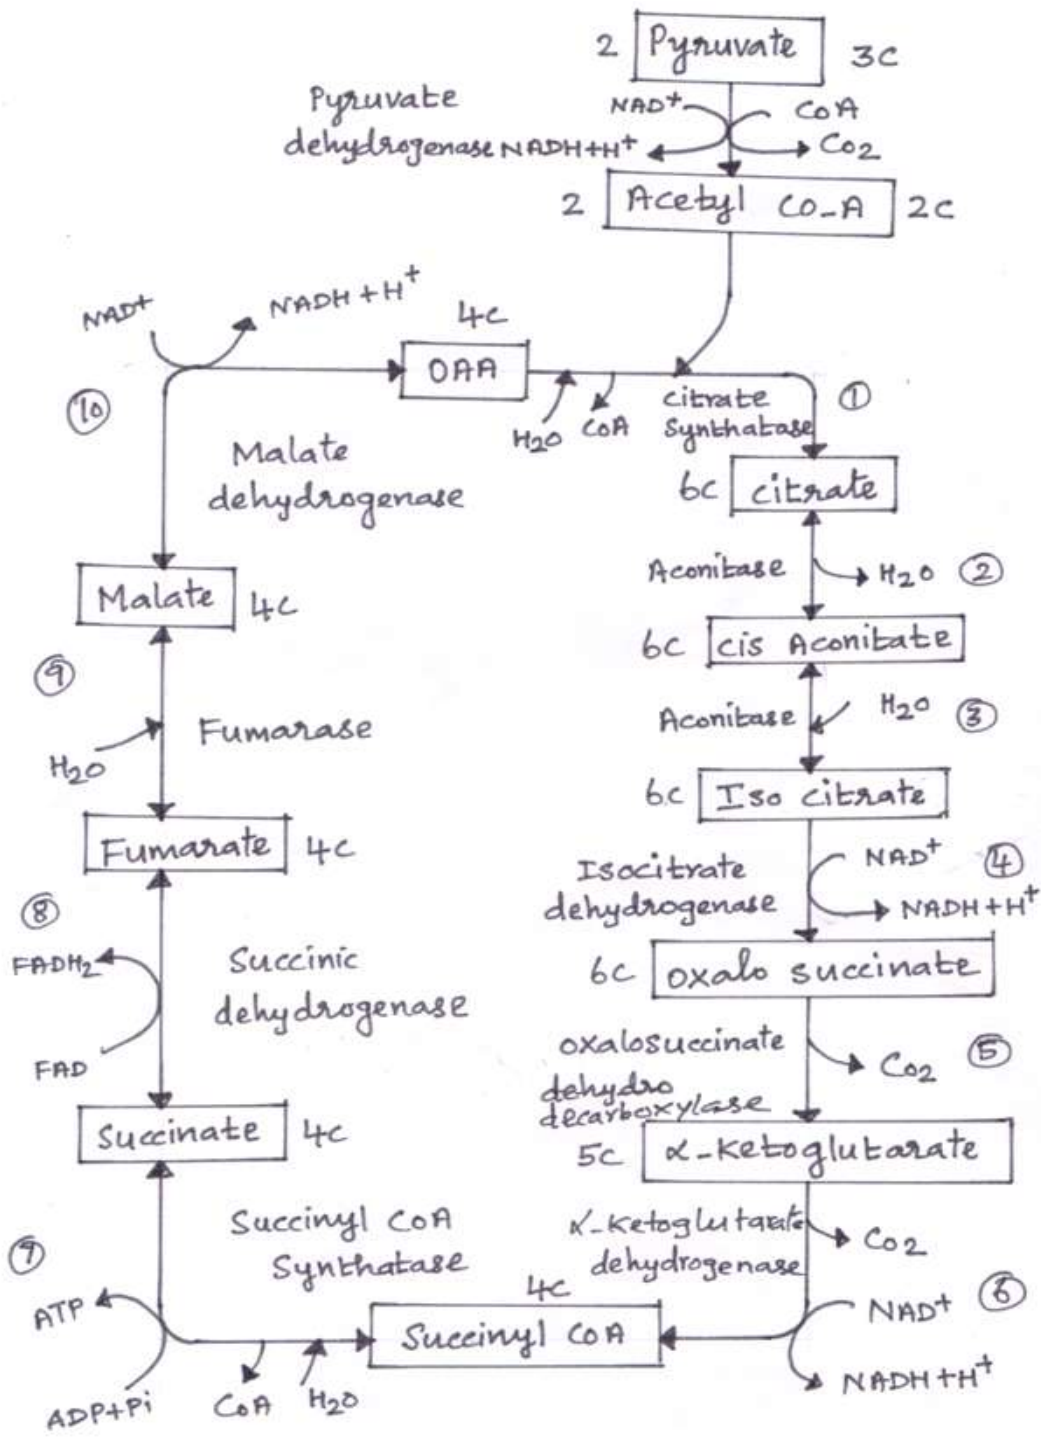 2 Pyruvate 3C
Pyruvate
dehydrogenase
NAD+ CoA
NADH+H+ Co2
2 Acetyl CO-A 2C
NAD+ NADH+H+
4C
OAA
H2O CoA
citrate
Synthatase
1
6C citrate
Aconitase H2O 2
6C cis Aconitate
Aconitase H2O 3
6C Iso citrate
Isocitrate
dehydrogenase
NAD+ 4
NADH+H+
6C oxalo succinate
oxalosuccinate
dehydro
decarboxylase
Co2 5
5C α-Ketoglutarate
α-Ketoglutarate
dehydrogenase
Co2
NAD+ 6
NADH+H+
4C
Succinyl CoA
Succinyl CoA
Synthatase
7
ATP
ADP+Pi
CoA H2O
Succinate 4C
Succinic
dehydrogenase
8
FADH2
FAD
Fumarate 4C
Fumarase
9
H2O
Malate 4C
Malate
dehydrogenase
10